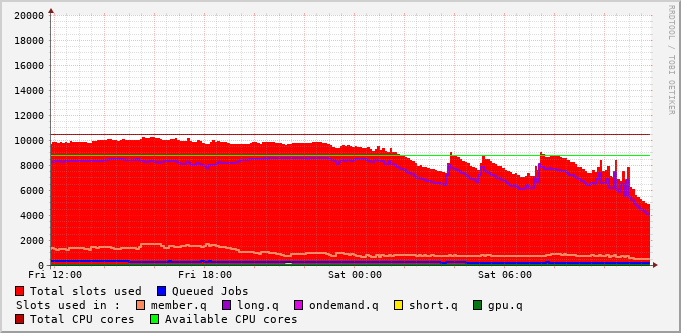 20000
18000
16000
14000
12000
10000
8000
6000
4000
2000
0
Fri 12:00 Fri 18:00 Sat 00:00 Sat 06:00
RRDTOOL / TOBI OETIKER
Total slots used Queued Jobs
Slots used in : member.q long.q ondemand.q short.q gpu.q
Total CPU cores Available CPU cores